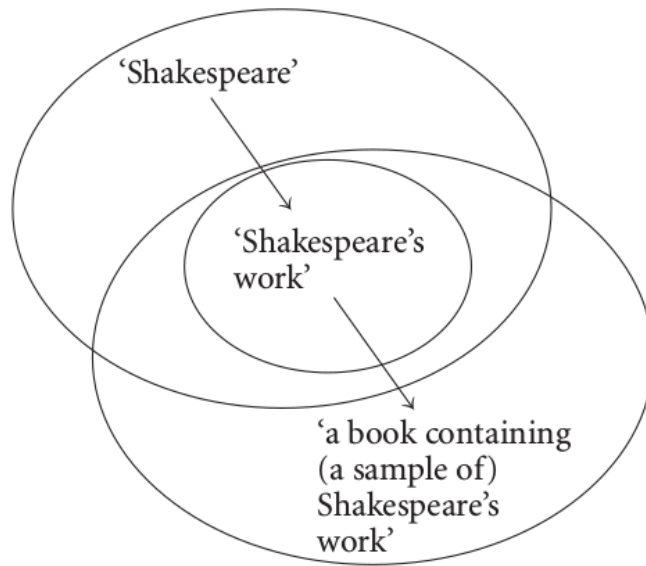 ‘Shakespeare’
‘Shakespeare’s
work’
‘a book containing
(a sample of)
Shakespeare’s
work’